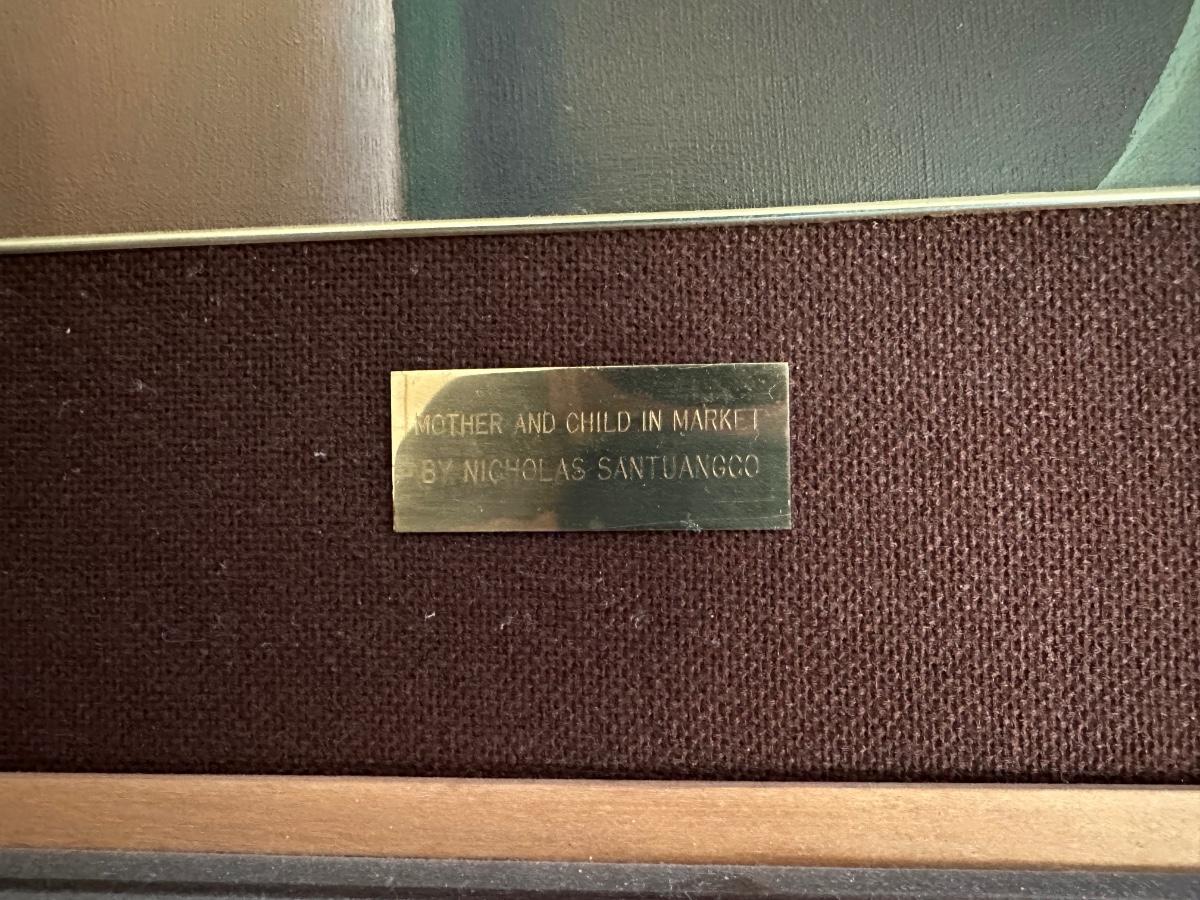 MOTHER AND CHILD IN MARKET
BY NICHOLAS SANTUANGCO